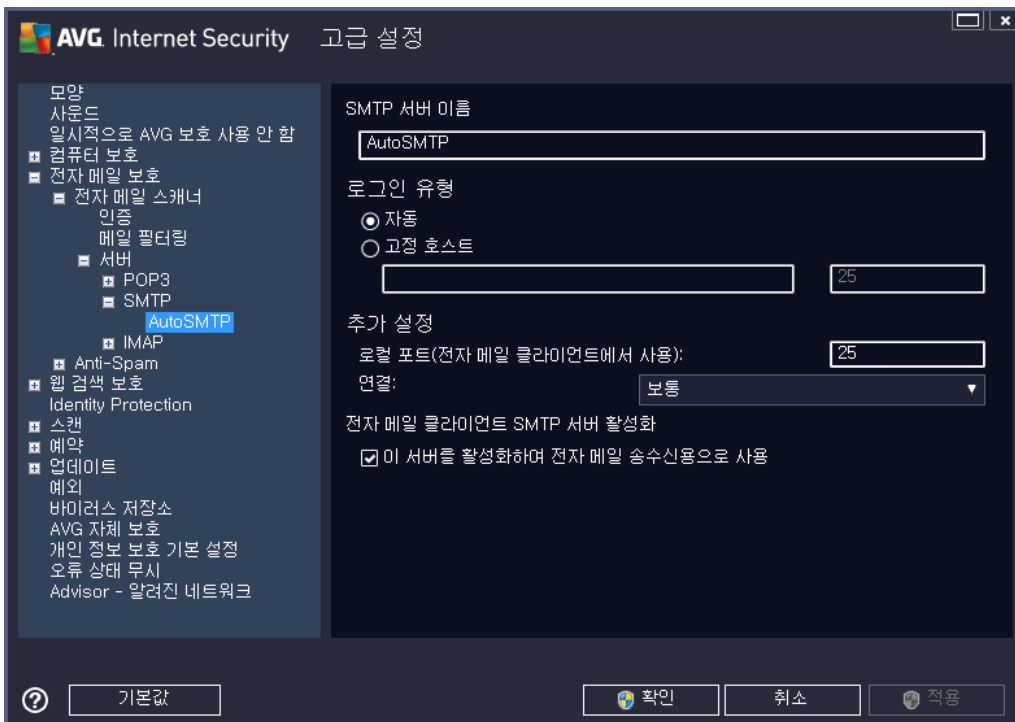 AVG Internet Security 고급 설정
모양
사운드
일시적으로 AVG 보호 사용 안 함
컴퓨터 보호
전자 메일 보호
전자 메일 스캐너
인증
메일 필터링
서버
POP3
SMTP
AutoSMTP
IMAP
Anti-Spam
웹 검색 보호
Identity Protection
스캔
예약
업데이트
예외
바이러스 저장소
AVG 자체 보호
개인 정보 보호 기본 설정
오류 상태 무시
Advisor - 알려진 네트워크
SMTP 서버 이름
AutoSMTP
로그인 유형
자동
고정 호스트
25
추가 설정
로컬 포트(전자 메일 클라이언트에서 사용): 25
연결: 보통
전자 메일 클라이언트 SMTP 서버 활성화
이 서버를 활성화하여 전자 메일 송수신용으로 사용
기본값 확인 취소 적용